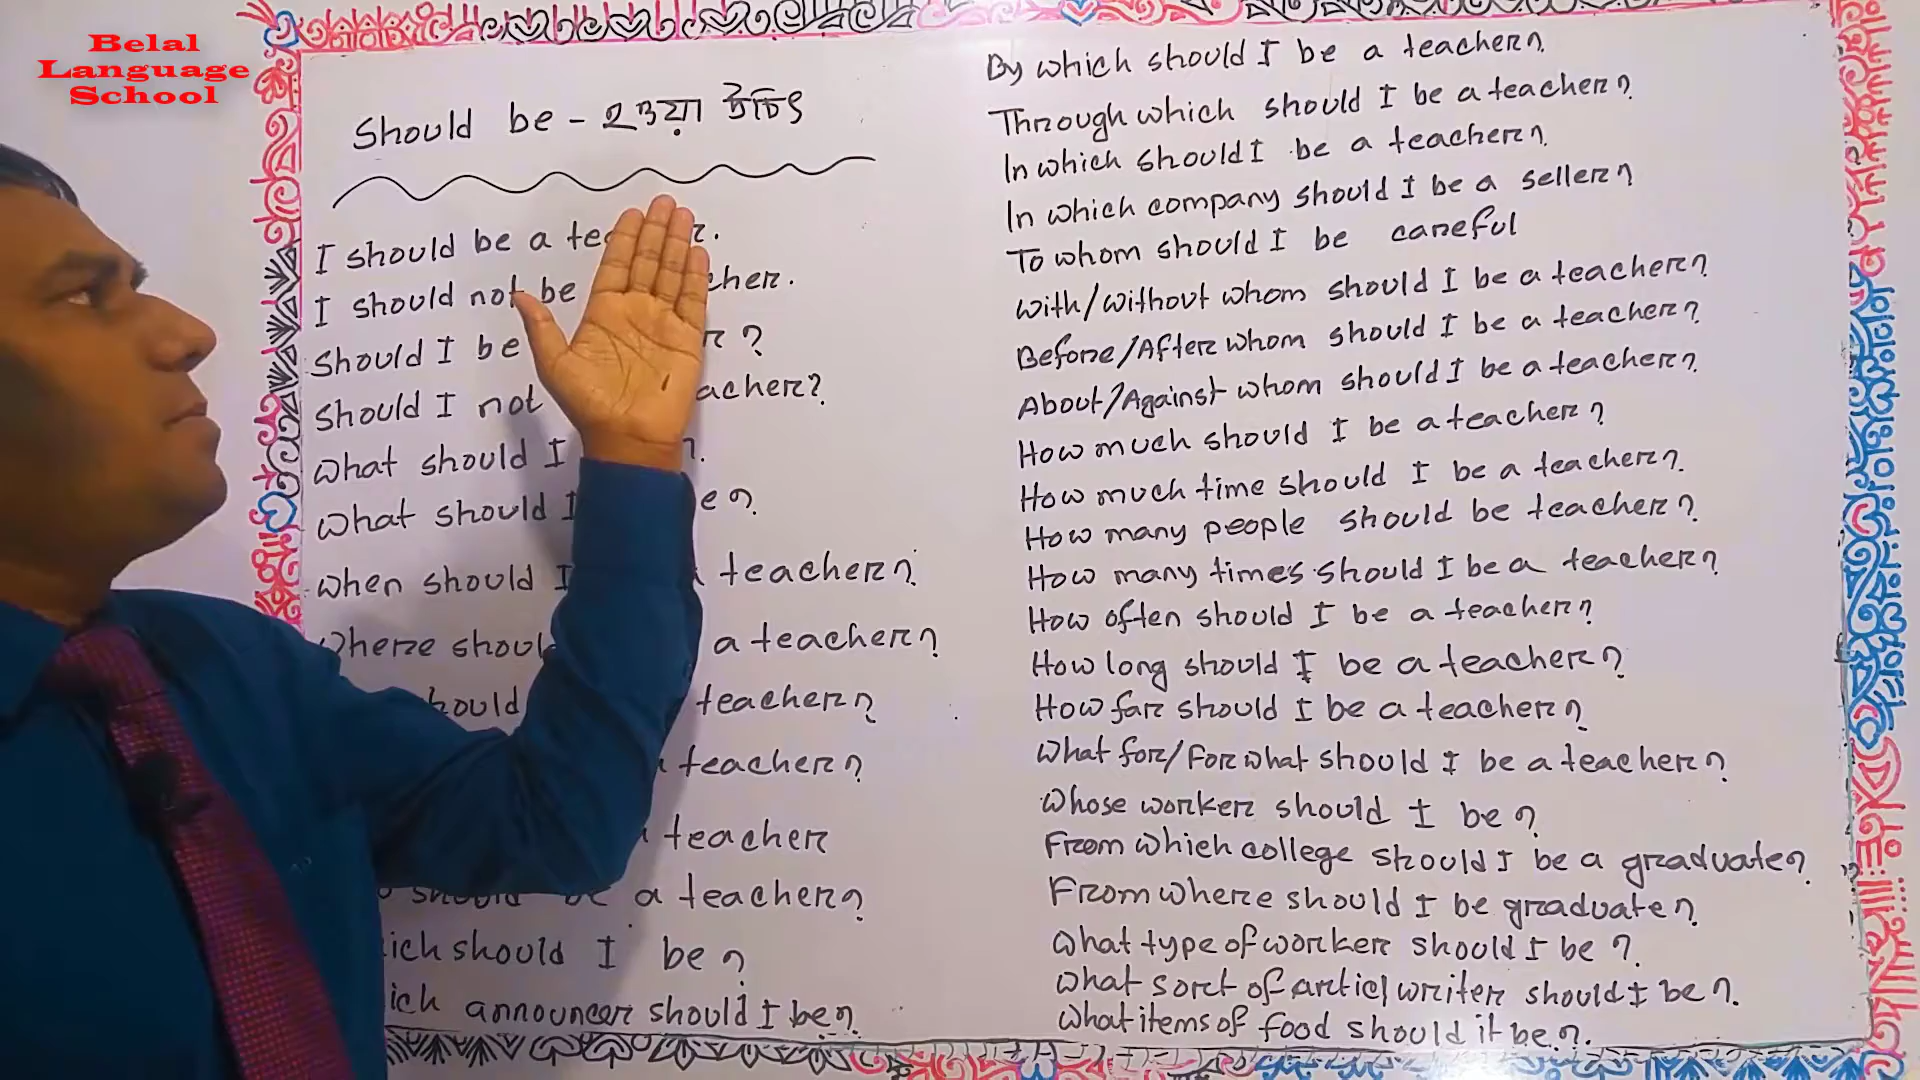 Belal
Language
School
Should be - হওয়া উচিৎ
I should be a
I should not be
Should I be ?
Should I not
What should I
What should I
When should I teacher?
Where should a teacher?
should teacher?
teacher?
teacher
should be a teacher?
should I be?
announcer should I be?
By which should I be a teacher?
Through which should I be a teacher?
In which should I be a teacher?
In which company should I be a seller?
To whom should I be careful
With/without whom should I be a teacher?
Before/After whom should I be a teacher?
About/Against whom should I be a teacher?
How much should I be a teacher?
How much time should I be a teacher?
How many people should be teacher?
How many times should I be a teacher?
How often should I be a teacher?
How long should I be a teacher?
How far should I be a teacher?
What for/For what should I be a teacher?
Whose worker should I be?
From which college should I be a graduate?
From where should I be graduate?
What type of worker should I be?
What sort of articl writer should I be?
What items of food should it be?